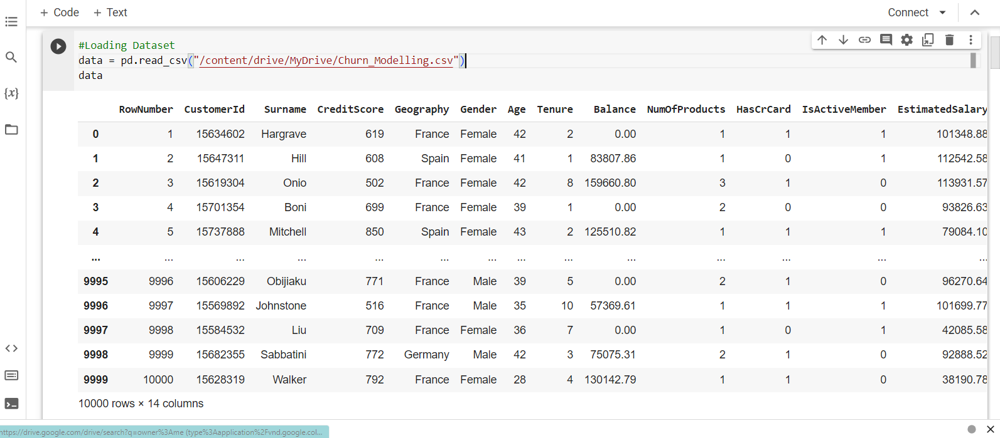 + Code + Text Connect
#Loading Dataset
data = pd.read_csv("/content/drive/MyDrive/Churn_Modelling.csv")
data
RowNumber CustomerId Surname CreditScore Geography Gender Age Tenure Balance NumOfProducts HasCrCard IsActiveMember EstimatedSalary
0 1 15634602 Hargrave 619 France Female 42 2 0.00 1 1 1 101348.88
1 2 15647311 Hill 608 Spain Female 41 1 83807.86 1 0 1 112542.58
2 3 15619304 Onio 502 France Female 42 8 159660.80 3 1 0 113931.57
3 4 15701354 Boni 699 France Female 39 1 0.00 2 0 0 93826.63
4 5 15737888 Mitchell 850 Spain Female 43 2 125510.82 1 1 1 79084.10
... ... ... ... ... ... ... ... ... ... ... ... ... ...
9995 9996 15606229 Obijiaku 771 France Male 39 5 0.00 2 1 0 96270.64
9996 9997 15569892 Johnstone 516 France Male 35 10 57369.61 1 1 1 101699.77
9997 9998 15584532 Liu 709 France Female 36 7 0.00 1 0 1 42085.58
9998 9999 15682355 Sabbatini 772 Germany Male 42 3 75075.31 2 1 0 92888.52
9999 10000 15628319 Walker 792 France Female 28 4 130142.79 1 1 0 38190.78
10000 rows × 14 columns
https://drive.google.com/drive/search?q=owner%3Ame (type%3Aapplication%2Fvnd.google.col...